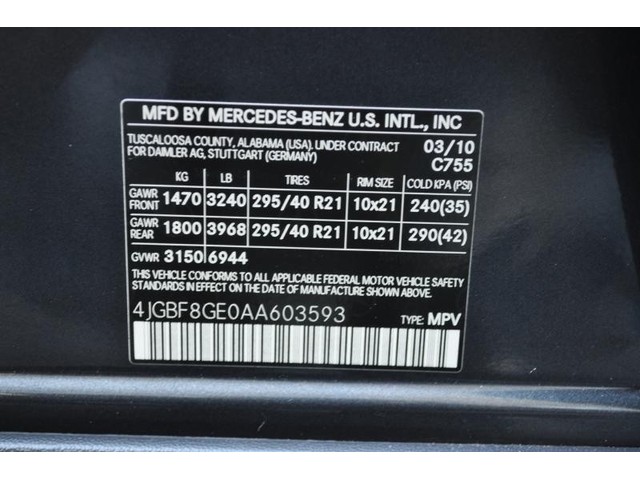 MFD BY MERCEDES-BENZ U.S. INTL., INC
TUSCALOOSA COUNTY, ALABAMA (USA). UNDER CONTRACT 03/10
FOR DAIMLER AG, STUTTGART (GERMANY) C755
KG LB TIRES RIM SIZE COLD KPA (PSI)
GAWR FRONT 1470 3240 295/40 R21 10x21 240(35)
GAWR REAR 1800 3968 295/40 R21 10x21 290(42)
GVWR 3150 6944
THIS VEHICLE CONFORMS TO ALL APPLICABLE FEDERAL MOTOR VEHICLE SAFETY
STANDARDS IN EFFECT ON THE DATE OF MANUFACTURE SHOWN ABOVE.
4JGBF8GE0AA603593 TYPE: MPV